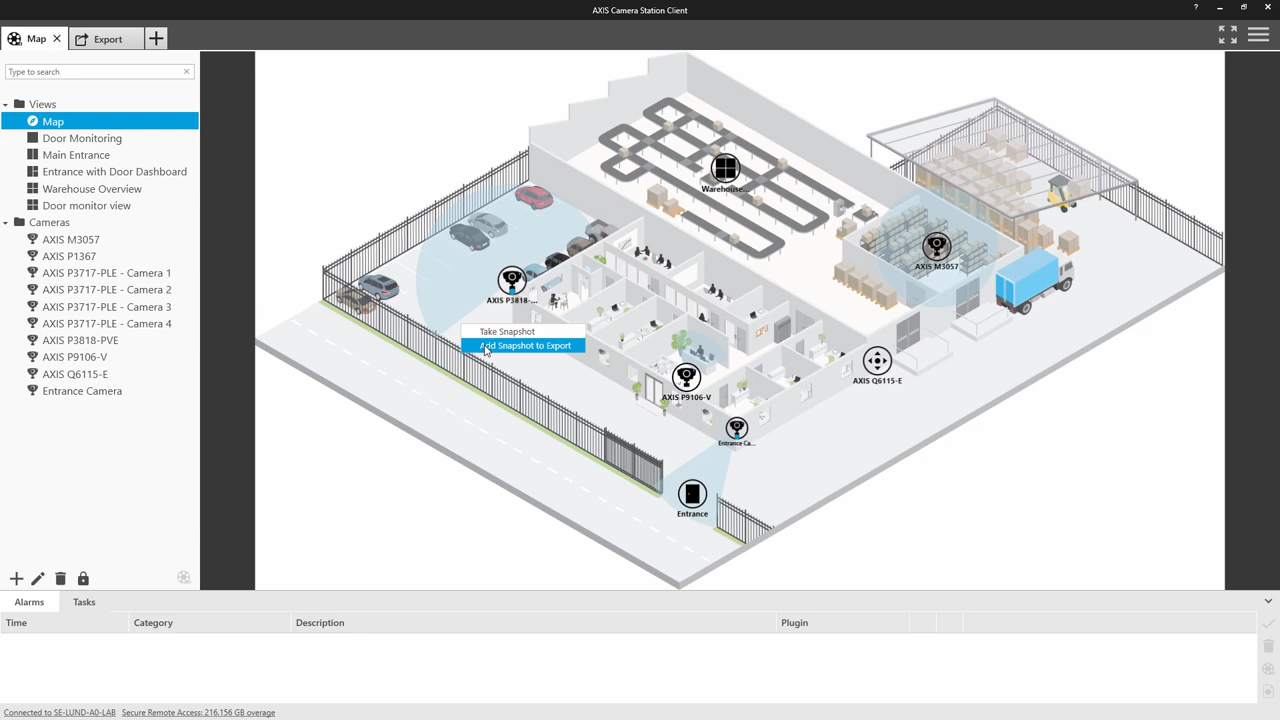 AXIS Camera Station Client
?
Map
Export
Type to search
Views
Map
Door Monitoring
Main Entrance
Entrance with Door Dashboard
Warehouse Overview
Door monitor view
Cameras
AXIS M3057
AXIS P1367
AXIS P3717-PLE - Camera 1
AXIS P3717-PLE - Camera 2
AXIS P3717-PLE - Camera 3
AXIS P3717-PLE - Camera 4
AXIS P3818-PVE
AXIS P9106-V
AXIS Q6115-E
Entrance Camera
Warehouse...
AXIS M3057
AXIS P3818-...
Take Snapshot
Add Snapshot to Export
AXIS Q6115-E
AXIS P9106-V
Entrance Ca...
Entrance
Alarms Tasks
Time Category Description Plugin
Connected to SE-LUND-A0-LAB Secure Remote Access: 216.156 GB overage